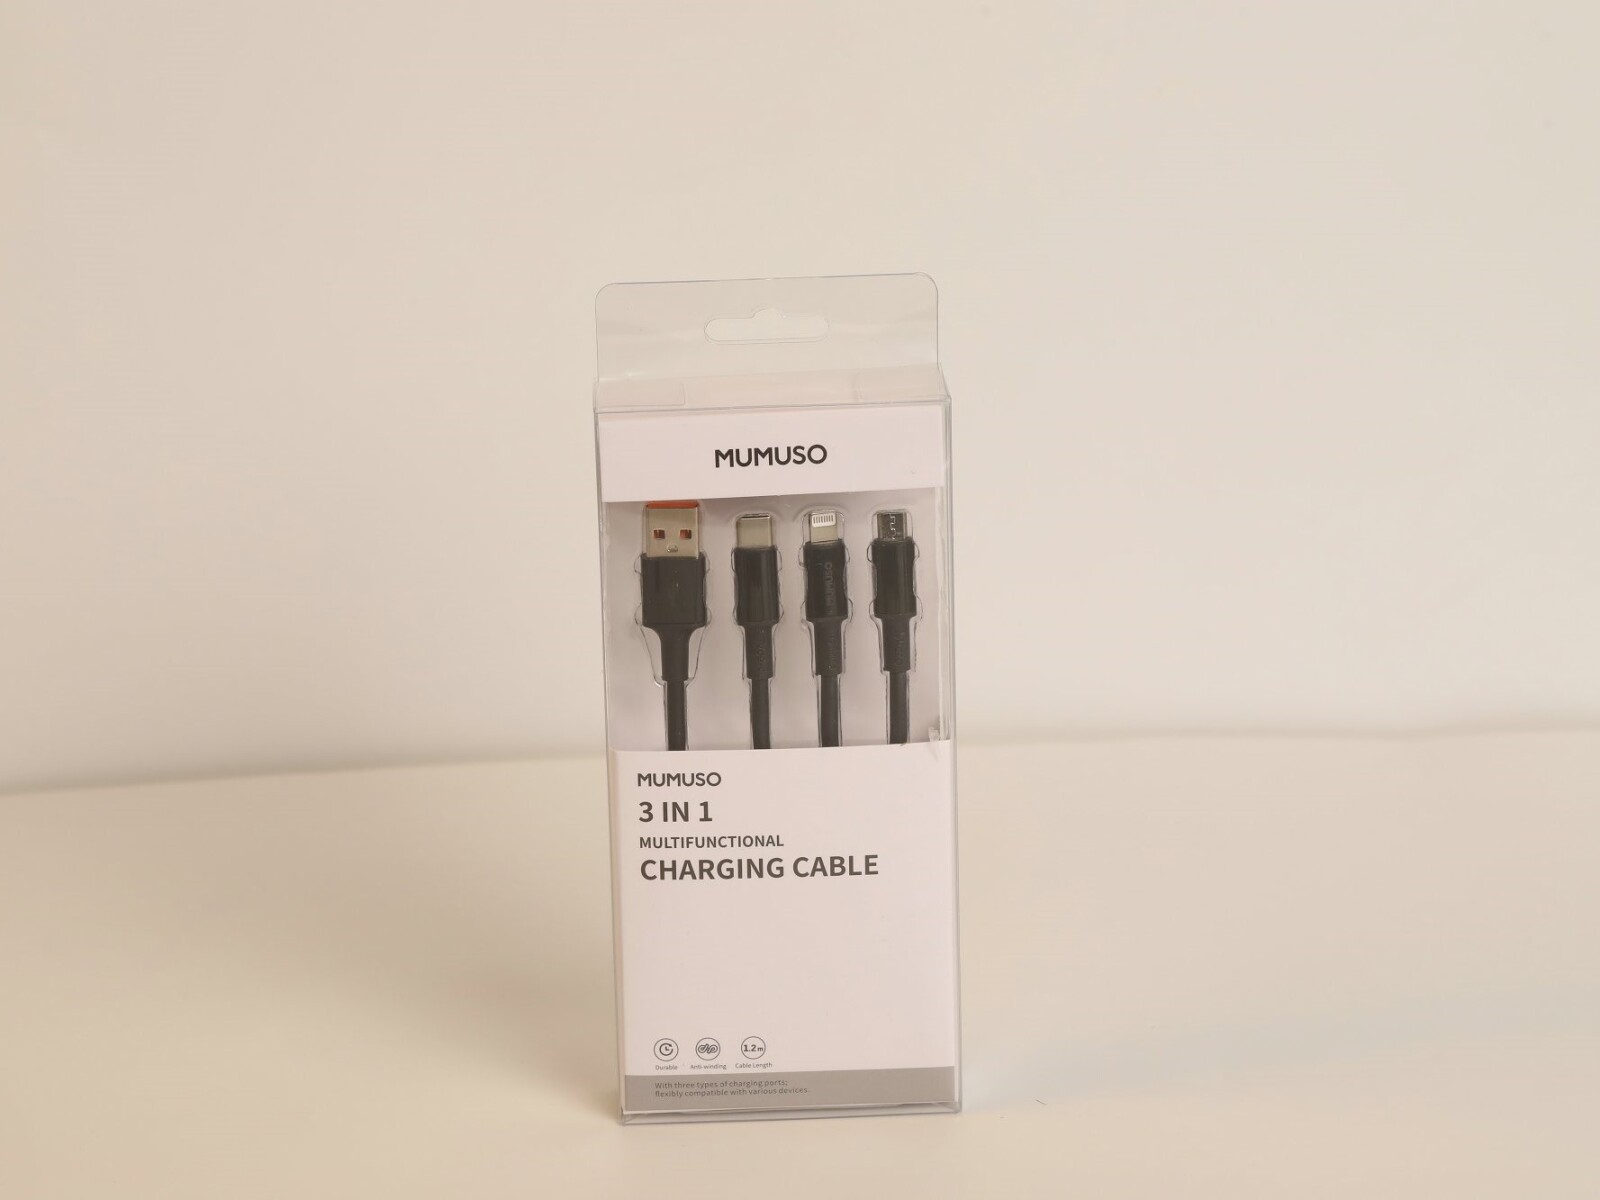 MUMUSO
MUMUSO
MUMUSO
3 IN 1
MULTIFUNCTIONAL
CHARGING CABLE
1.2m
Durable
Anti-winding
Cable Length
With three types of charging ports;
flexibly compatible with various devices.